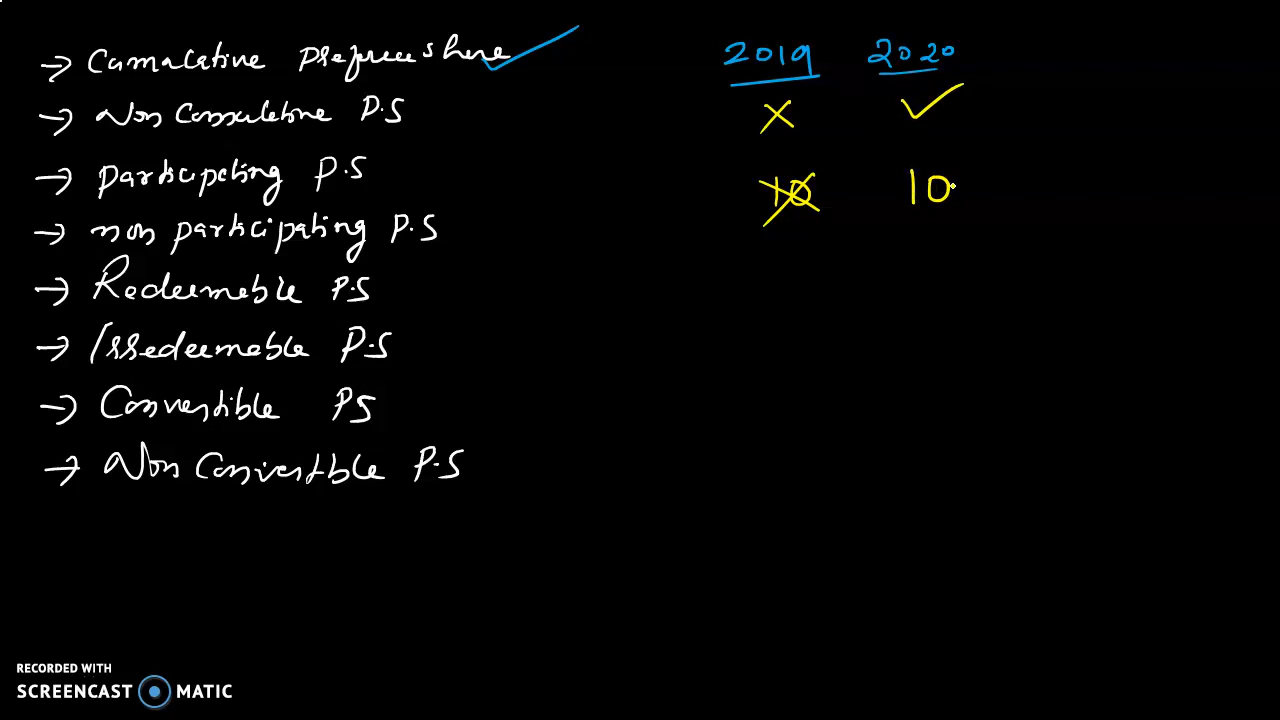 → Cumulative preference share ✓
→ Non Cumulative P.S
→ participating P.S
→ non participating P.S
→ Redeemable P.S
→ Irredeemable P.S
→ Convertible PS
→ Non Convertible P.S
2019 2020
✗ ✓
10 10
RECORDED WITH
SCREENCAST MATIC